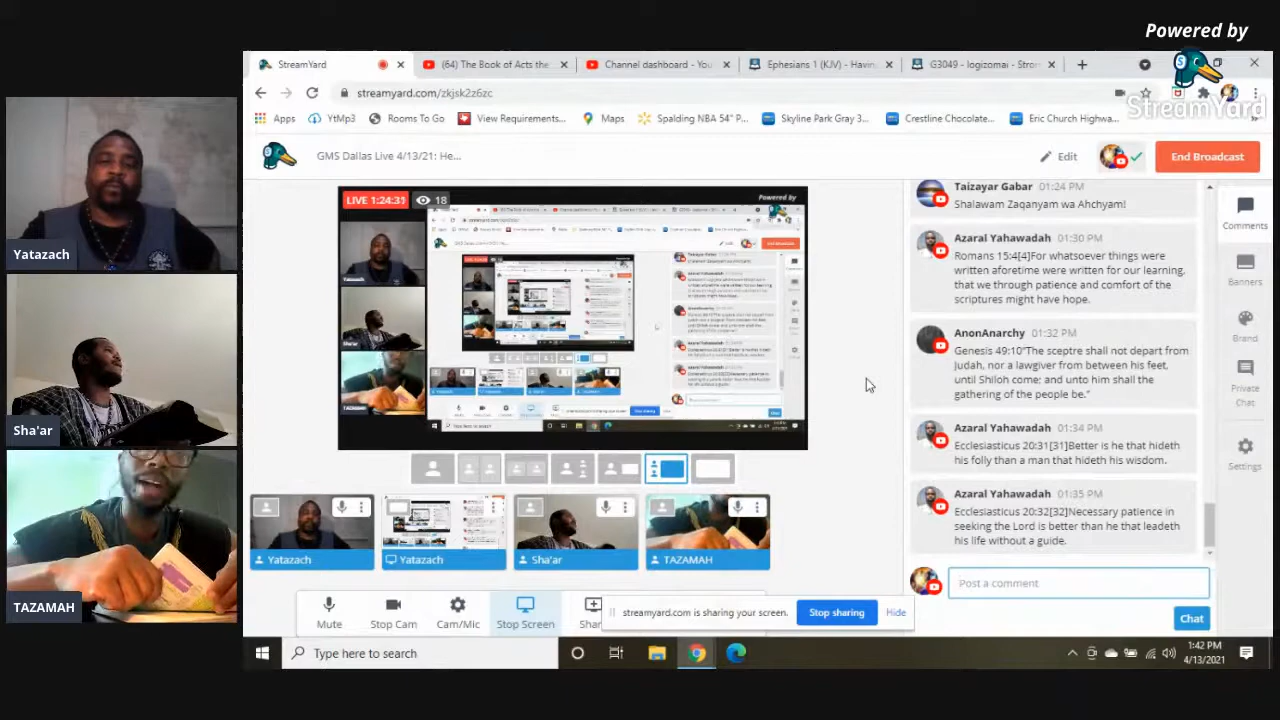 Powered by
StreamYard
Yatazach
Sha'ar
TAZAMAH
StreamYard
(64) The Book of Acts the
Channel dashboard - You
Ephesians 1 (KJV) - Havin
G3049 - logizomai - Stron
streamyard.com/zkjsk2z6zc
Apps
YtMp3
Rooms To Go
View Requirements...
Maps
Spalding NBA 54" P...
Skyline Park Gray 3...
Crestline Chocolate...
Eric Church Highwa...
GMS Dallas Live 4/13/21: He...
Edit
End Broadcast
LIVE 1:24:31
18
Powered by
Yatazach
Yatazach
Sha'ar
TAZAMAH
Mute
Stop Cam
Cam/Mic
Stop Screen
Shar
streamyard.com is sharing your screen.
Stop sharing
Hide
Taizayar Gabar 01:24 PM
Shalawam Zaqanyam wa Ahchyam!
Azaral Yahawadah 01:30 PM
Romans 15:4[4]For whatsoever things were
written aforetime were written for our learning,
that we through patience and comfort of the
scriptures might have hope.
AnonAnarchy 01:32 PM
Genesis 49:10"The sceptre shall not depart from
Judah, nor a lawgiver from between his feet,
until Shiloh come; and unto him shall the
gathering of the people be."
Azaral Yahawadah 01:34 PM
Ecclesiasticus 20:31[31]Better is he that hideth
his folly than a man that hideth his wisdom.
Azaral Yahawadah 01:35 PM
Ecclesiasticus 20:32[32]Necessary patience in
seeking the Lord is better than he that leadeth
his life without a guide.
Post a comment
Chat
Comments
Banners
Brand
Private
Chat
Settings
Type here to search
1:42 PM
4/13/2021